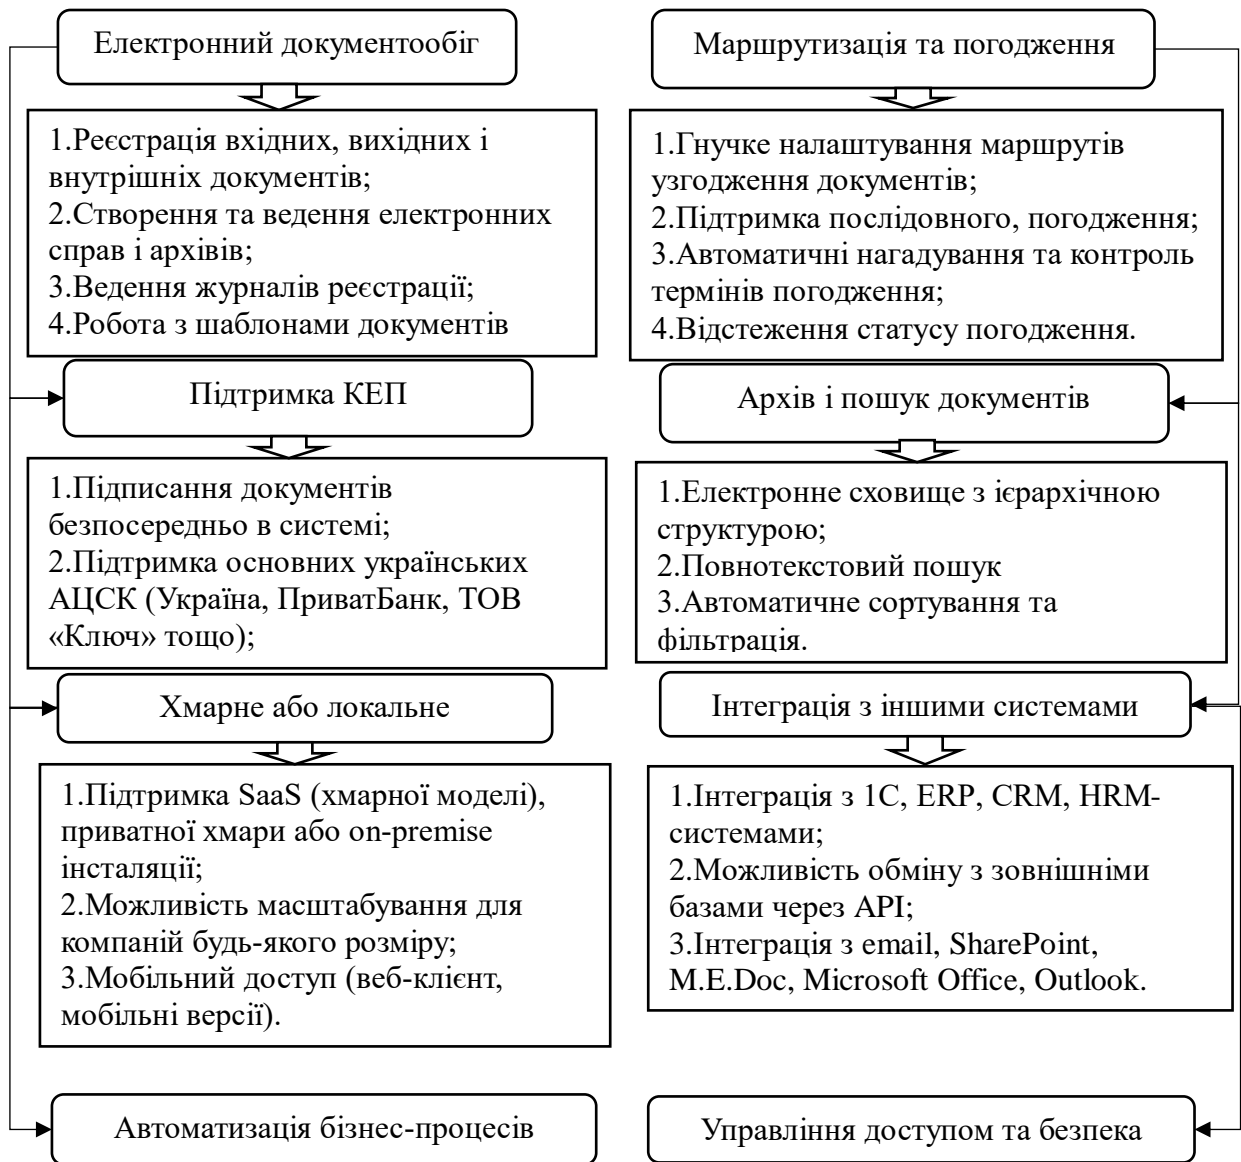 Електронний документообіг
1.Реєстрація вхідних, вихідних і
внутрішніх документів;
2.Створення та ведення електронних
справ і архівів;
3.Ведення журналів реєстрації;
4.Робота з шаблонами документів
Підтримка КЕП
1.Підписання документів
безпосередньо в системі;
2.Підтримка основних українських
АЦСК (Україна, ПриватБанк, ТОВ
«Ключ» тощо);
Хмарне або локальне
1.Підтримка SaaS (хмарної моделі),
приватної хмари або on-premise
інсталяції;
2.Можливість масштабування для
компаній будь-якого розміру;
3.Мобільний доступ (веб-клієнт,
мобільні версії).
Автоматизація бізнес-процесів
Маршрутизація та погодження
1.Гнучке налаштування маршрутів
узгодження документів;
2.Підтримка послідовного, погодження;
3.Автоматичні нагадування та контроль
термінів погодження;
4.Відстеження статусу погодження.
Архів і пошук документів
1.Електронне сховище з ієрархічною
структурою;
2.Повнотекстовий пошук
3.Автоматичне сортування та
фільтрація.
Інтеграція з іншими системами
1.Інтеграція з 1С, ERP, CRM, HRM-
системами;
2.Можливість обміну з зовнішніми
базами через API;
3.Інтеграція з email, SharePoint,
M.E.Doc, Microsoft Office, Outlook.
Управління доступом та безпека